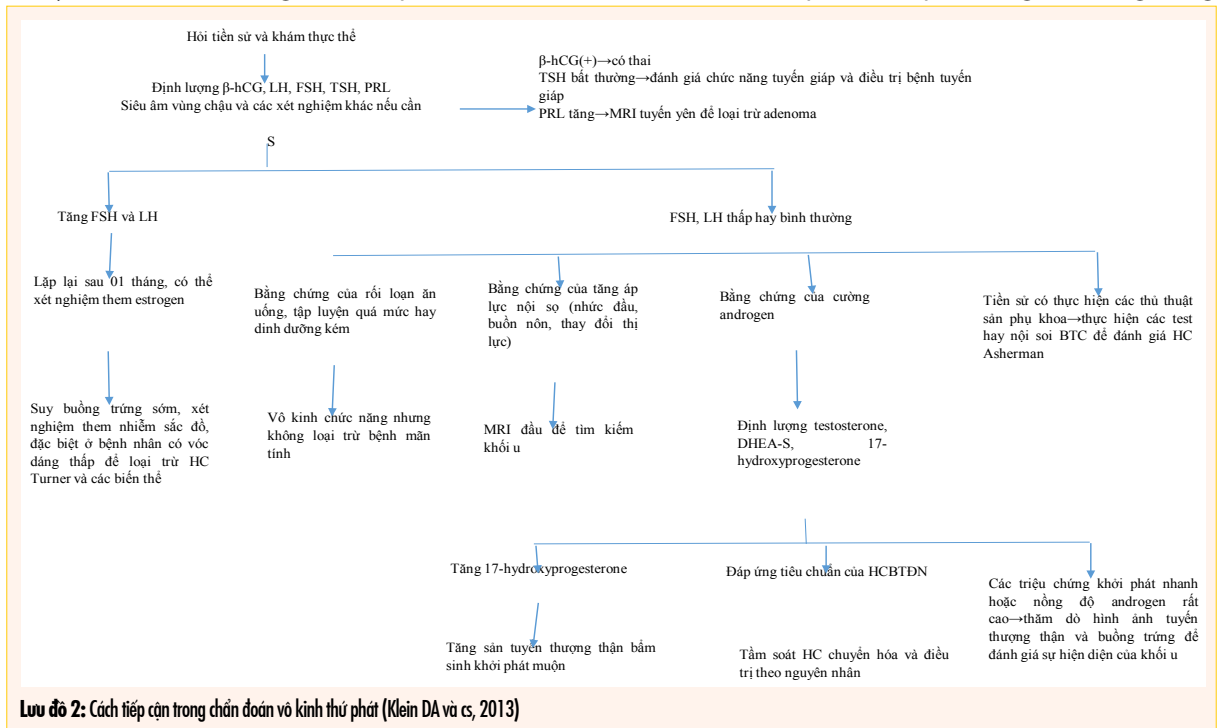 Hỏi tiền sử và khám thực thể
Định lượng β-hCG, LH, FSH, TSH, PRL
Siêu âm vùng chậu và các xét nghiệm khác nếu cần
β-hCG(+)→có thai
TSH bất thường→đánh giá chức năng tuyến giáp và điều trị bệnh tuyến
giáp
PRL tăng→MRI tuyến yên để loại trừ adenoma
S
Tăng FSH và LH
FSH, LH thấp hay bình thường
Lặp lại sau 01 tháng, có thể
xét nghiệm them estrogen
Bằng chứng của rối loạn ăn
uống, tập luyện quá mức hay
dinh dưỡng kém
Bằng chứng của tăng áp
lực nội sọ (nhức đầu,
buồn nôn, thay đổi thị
lực)
Bằng chứng của cường
androgen
Tiền sử có thực hiện các thủ thuật
sản phụ khoa→thực hiện các test
hay nội soi BTC để đánh giá HC
Asherman
Suy buồng trứng sớm, xét
nghiệm them nhiễm sắc đồ,
đặc biệt ở bệnh nhân có vóc
dáng thấp để loại trừ HC
Turner và các biến thể
Vô kinh chức năng nhưng
không loại trừ bệnh mãn
tính
MRI đầu để tìm kiếm
khối u
Định lượng testosterone,
DHEA-S, 17-
hydroxyprogesterone
Tăng 17-hydroxyprogesterone
Đáp ứng tiêu chuẩn của HCBTĐN
Các triệu chứng khởi phát nhanh
hoặc nồng độ androgen rất
cao→thăm dò hình ảnh tuyến
thượng thận và buồng trứng để
đánh giá sự hiện diện của khối u
Tăng sản tuyến thượng thận bẩm
sinh khởi phát muộn
Tầm soát HC chuyển hóa và điều
trị theo nguyên nhân
Lưu đồ 2: Cách tiếp cận trong chẩn đoán vô kinh thứ phát (Klein DA và cs, 2013)